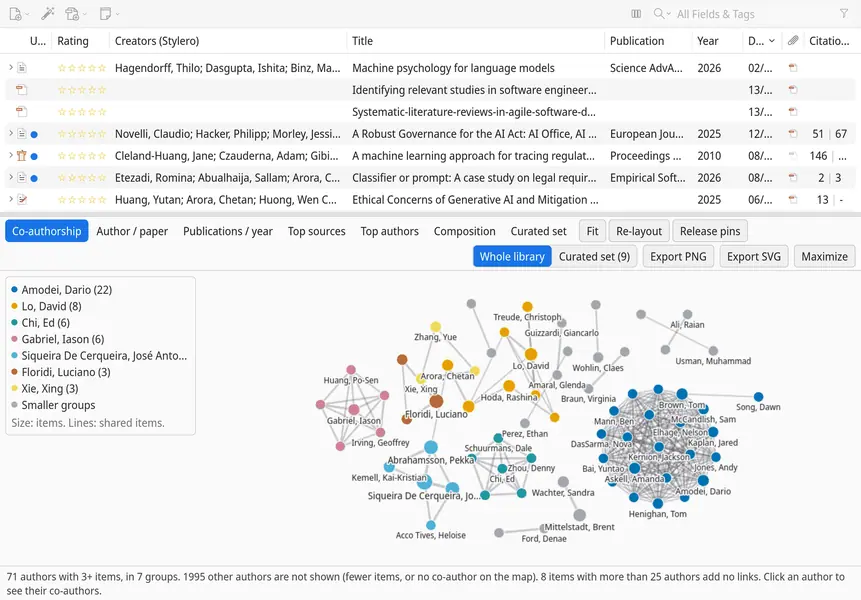 All Fields & Tags
U... Rating Creators (Stylero) Title Publication Year D... Citatio...
Hagendorff, Thilo; Dasgupta, Ishita; Binz, Ma... Machine psychology for language models Science AdvA... 2026 02/...
Identifying relevant studies in software engineer... 13/...
Systematic-literature-reviews-in-agile-software-d... 13/...
Novelli, Claudio; Hacker, Philipp; Morley, Jessi... A Robust Governance for the AI Act: AI Office, AI ... European Jou... 2025 12/... 51 | 67
Cleland-Huang, Jane; Czauderna, Adam; Gibi... A machine learning approach for tracing regulat... Proceedings ... 2010 08/... 146 | ...
Etezadi, Romina; Abualhaija, Sallam; Arora, C... Classifier or prompt: A case study on legal requir... Empirical Soft... 2026 08/... 2 | 3
Huang, Yutan; Arora, Chetan; Huong, Wen C... Ethical Concerns of Generative AI and Mitigation ... 2025 06/... 13 | -
Co-authorship Author / paper Publications / year Top sources Top authors Composition Curated set Fit Re-layout Release pins
Whole library Curated set (9) Export PNG Export SVG Maximize
Amodei, Dario (22)
Lo, David (8)
Chi, Ed (6)
Gabriel, Iason (6)
Siqueira De Cerqueira, José Anto...
Floridi, Luciano (3)
Xie, Xing (3)
Smaller groups
Size: items. Lines: shared items.
Treude, Christoph
Ali, Raian
Guizzardi, Giancarlo
Zhang, Yue
Usman, Muhammad
Lo, David
Wohlin, Claes
Arora, Chetan
Huang, Po-Sen
Amaral, Glenda
Xie, Xing
Hoda, Rashina
Braun, Virginia
Brown, Tom
Song, Dawn
Floridi, Luciano
Gabriel, Iason
Mann, Ben
McCandlish, Sam
Perez, Ethan
Elhage, Nelson
Irving, Geoffrey
DasSarma, Nova
Kaplan, Jared
Schuurmans, Dale
Kernion, Jackson
Abrahamsson, Pekka
Zhou, Denny
Bai, Yuntao
Jones, Andy
Kemell, Kai-Kristian
Chi, Ed
Askell, Amanda
Siqueira De Cerqueira, Jo...
Wachter, Sandra
Amodei, Dario
Henighan, Tom
Mittelstadt, Brent
Acco Tives, Heloise
Ford, Denae
71 authors with 3+ items, in 7 groups. 1995 other authors are not shown (fewer items, or no co-author on the map). 8 items with more than 25 authors add no links. Click an author to
see their co-authors.